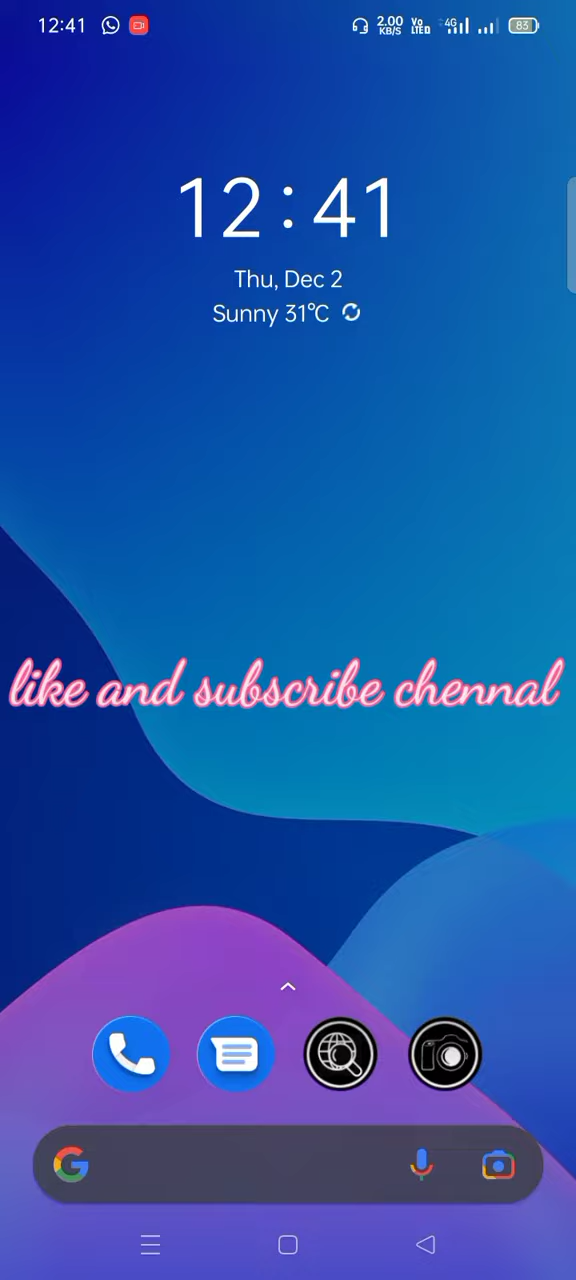 12:41
2.00 KB/S
Vo LTE
4G
83
12:41
Thu, Dec 2
Sunny 31°C
like and subscribe chennal
G